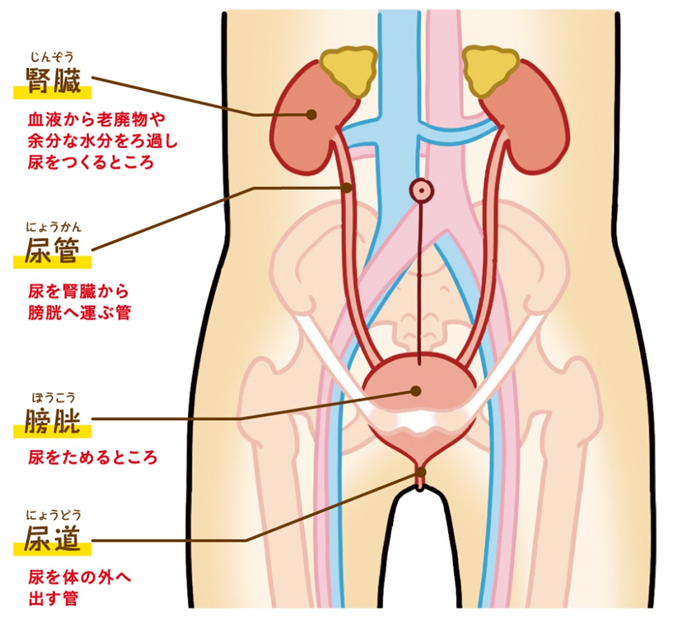 じんぞう
腎臓
血液から老廃物や
余分な水分をろ過し
尿をつくるところ
にょうかん
尿管
尿を腎臓から
膀胱へ運ぶ管
ぼうこう
膀胱
尿をためるところ
にょうどう
尿道
尿を体の外へ
出す管